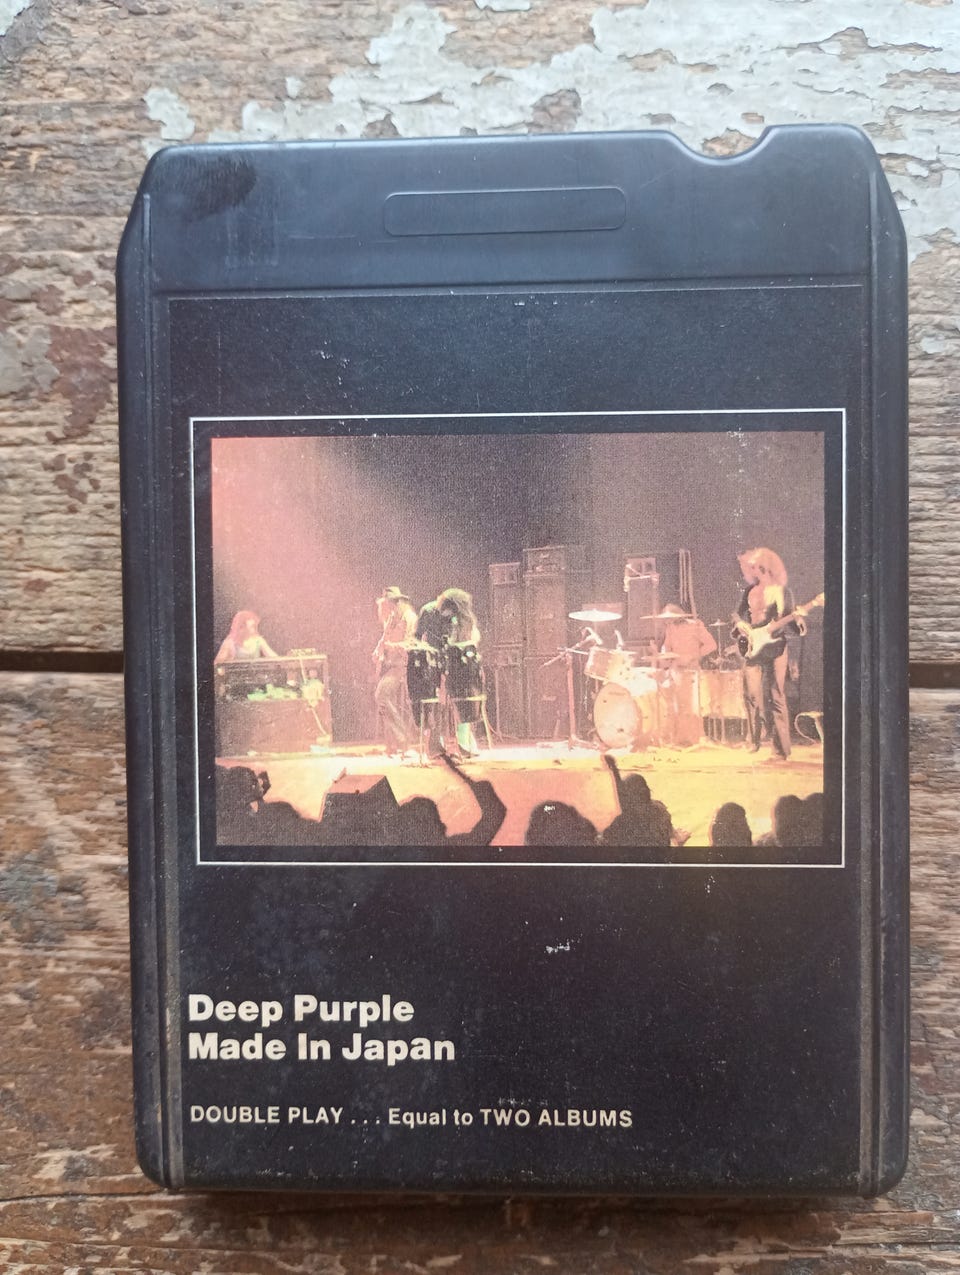 Deep Purple
Made In Japan
DOUBLE PLAY . . . Equal to TWO ALBUMS